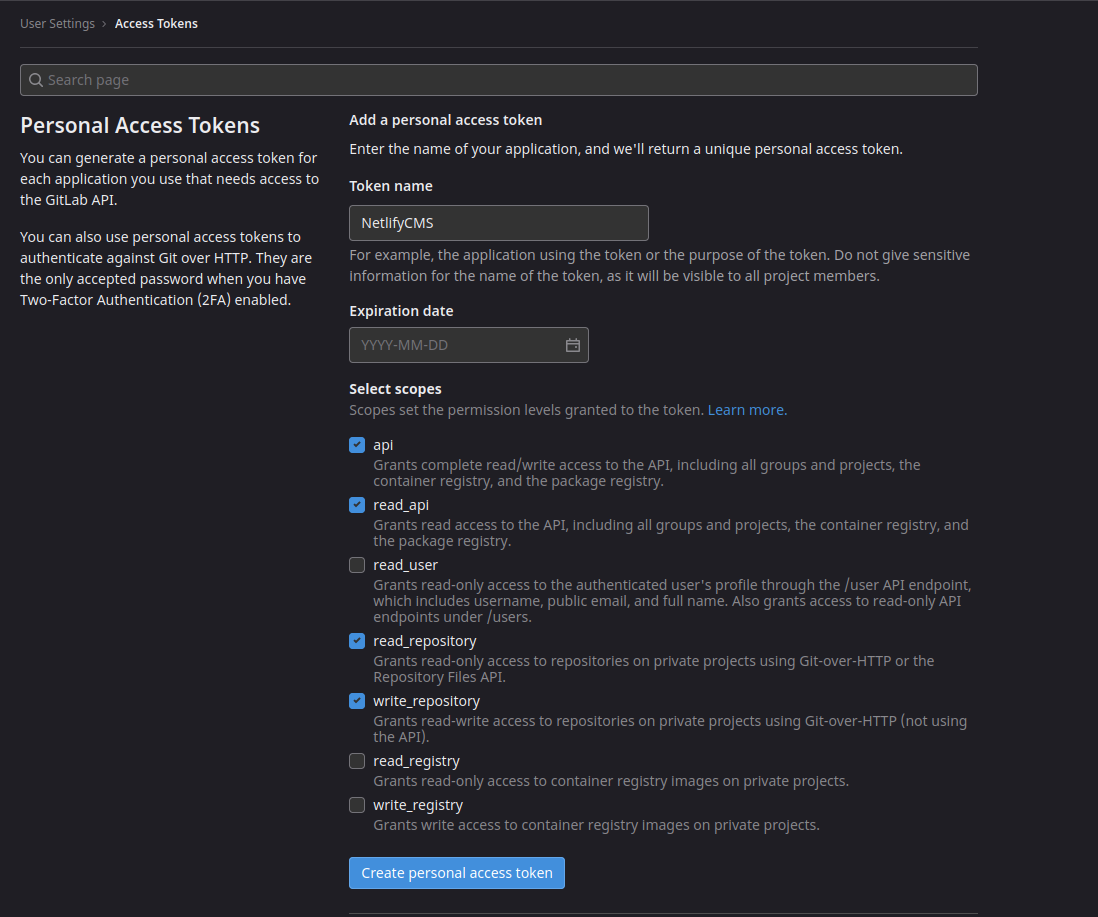 User Settings › Access Tokens
Search page
Personal Access Tokens
You can generate a personal access token for
each application you use that needs access to
the GitLab API.
You can also use personal access tokens to
authenticate against Git over HTTP. They are
the only accepted password when you have
Two-Factor Authentication (2FA) enabled.
Add a personal access token
Enter the name of your application, and we'll return a unique personal access token.
Token name
NetlifyCMS
For example, the application using the token or the purpose of the token. Do not give sensitive
information for the name of the token, as it will be visible to all project members.
Expiration date
YYYY-MM-DD
Select scopes
Scopes set the permission levels granted to the token. Learn more.
api
Grants complete read/write access to the API, including all groups and projects, the
container registry, and the package registry.
read_api
Grants read access to the API, including all groups and projects, the container registry, and
the package registry.
read_user
Grants read-only access to the authenticated user's profile through the /user API endpoint,
which includes username, public email, and full name. Also grants access to read-only API
endpoints under /users.
read_repository
Grants read-only access to repositories on private projects using Git-over-HTTP or the
Repository Files API.
write_repository
Grants read-write access to repositories on private projects using Git-over-HTTP (not using
the API).
read_registry
Grants read-only access to container registry images on private projects.
write_registry
Grants write access to container registry images on private projects.
Create personal access token